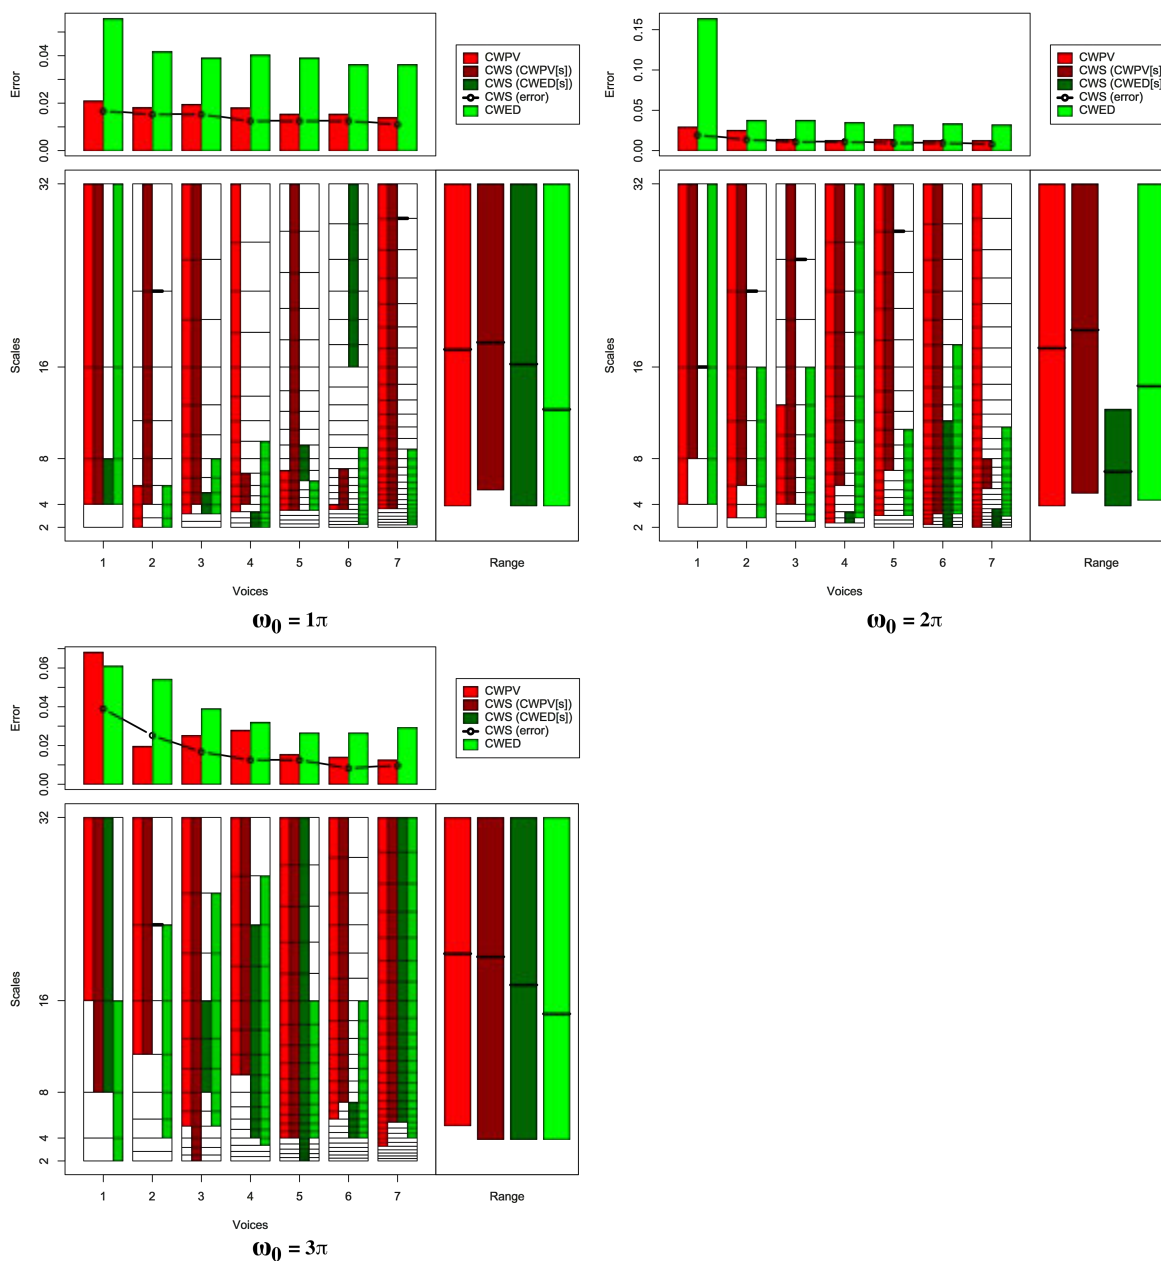 Error
0.00 0.02 0.04
CWPV
CWS (CWPV[s])
CWS (CWED[s])
CWS (error)
CWED
Scales
2 4 8 16 32
1 2 3 4 5 6 7
Range
Voices
ω0 = 1π
Error
0.00 0.05 0.10 0.15
CWPV
CWS (CWPV[s])
CWS (CWED[s])
CWS (error)
CWED
Scales
2 4 8 16 32
1 2 3 4 5 6 7
Range
Voices
ω0 = 2π
Error
0.00 0.02 0.04 0.06
CWPV
CWS (CWPV[s])
CWS (CWED[s])
CWS (error)
CWED
Scales
2 4 8 16 32
1 2 3 4 5 6 7
Range
Voices
ω0 = 3π